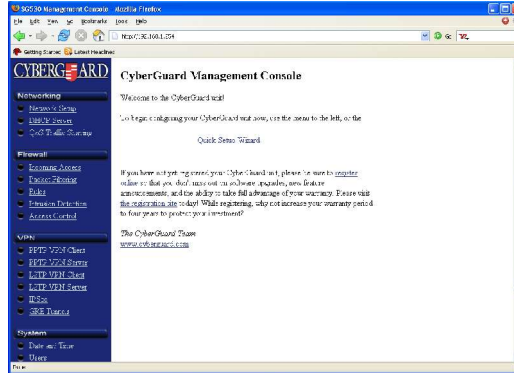 SG530 Management Console - Mozilla Firefox
File Edit View Go Bookmarks Tools Help
Go
Getting Started Latest Headlines
CYBERGUARD
Networking
Network Setup
DHCP Server
QoS Traffic Shaping
Firewall
Incoming Access
Packet Filtering
Rules
Intrusion Detection
Access Control
VPN
PPTP VPN Client
PPTP VPN Server
L2TP VPN Client
L2TP VPN Server
IPSec
GRE Tunnels
System
Date and Time
Users
CyberGuard Management Console
Welcome to the CyberGuard unit!
To begin configuring your CyberGuard unit now, use the menu to the left, or the
Quick Setup Wizard
If you have not yet registered your CyberGuard unit, please be sure to register
online so that you don't miss out on software upgrades, new feature
announcements, and the ability to take full advantage of your warranty. Please visit
the registration site today! While registering, why not increase your warranty period
to four years to protect your investment?
The CyberGuard Team
www.cyberguard.com
Done